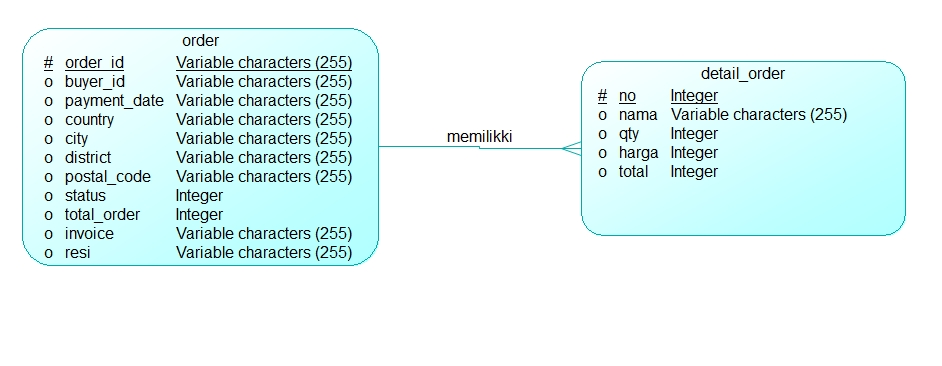 order
# order_id Variable characters (255)
o buyer_id Variable characters (255)
o payment_date Variable characters (255)
o country Variable characters (255)
o city Variable characters (255)
o district Variable characters (255)
o postal_code Variable characters (255)
o status Integer
o total_order Integer
o invoice Variable characters (255)
o resi Variable characters (255)
memilikki
detail_order
# no Integer
o nama Variable characters (255)
o qty Integer
o harga Integer
o total Integer